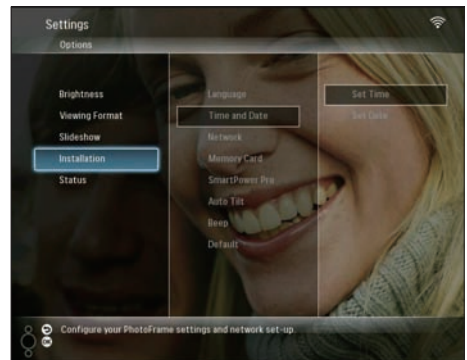 Settings
Options
Brightness
Viewing Format
Slideshow
Installation
Status
Language
Time and Date
Network
Memory Card
SmartPower Pro
Auto Tilt
Beep
Default
Set Time
Set Date
Configure your PhotoFrame settings and network set-up.
OK